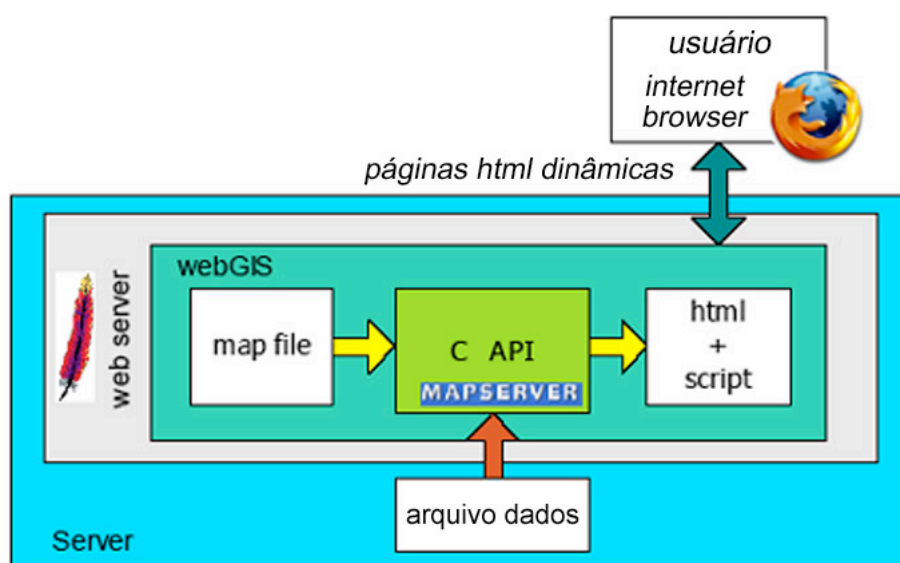 usuário
internet
browser
páginas html dinâmicas
webGIS
web server
map file
C API
MAPSERVER
html
+
script
arquivo dados
Server